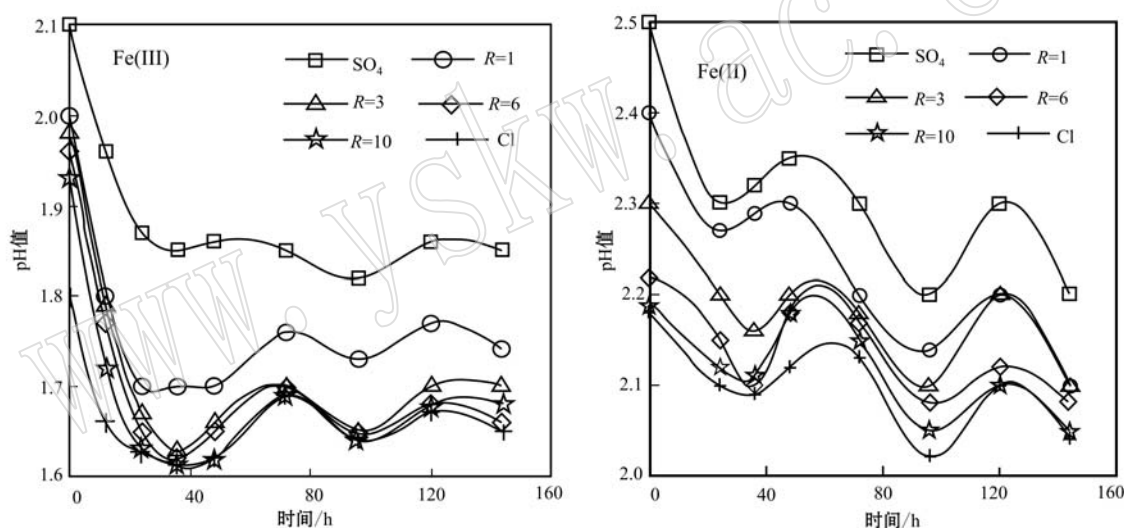 Fe(III)
SO₄
R=1
R=3
R=6
R=10
Cl
2.1
2.0
1.9
1.8
1.7
1.6
pH值
0
40
80
120
160
时间/h
Fe(II)
SO₄
R=1
R=3
R=6
R=10
Cl
2.5
2.4
2.3
2.2
2.1
2.0
pH值
0
40
80
120
160
时间/h
www.yskw.ac.